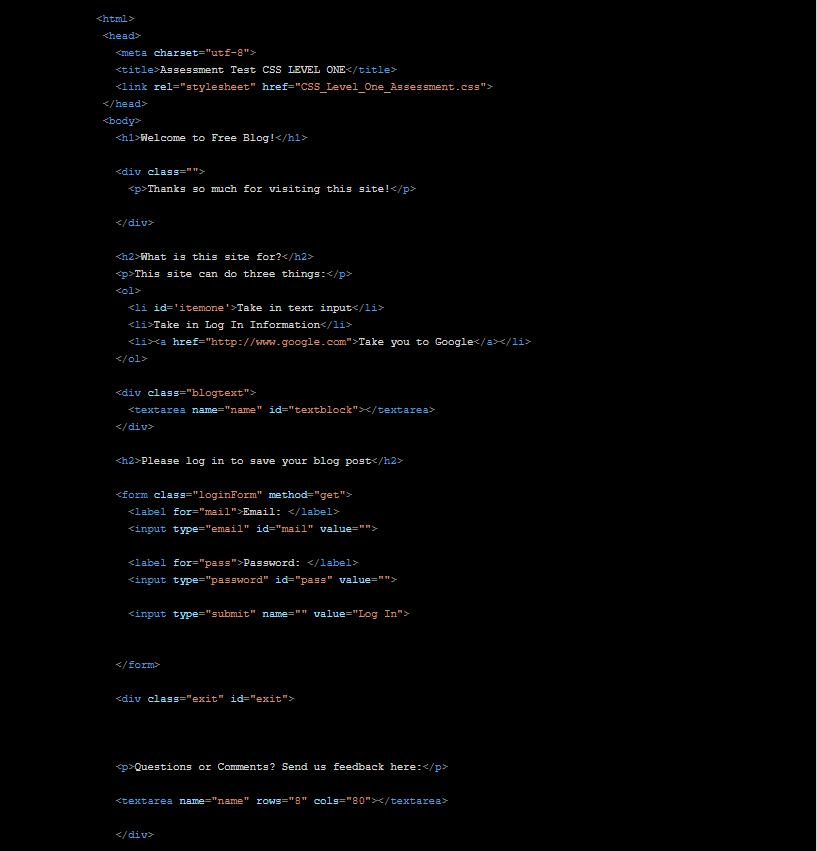 <html>
<head>
<meta charset="utf-8">
<title>Assessment Test CSS LEVEL ONE</title>
<link rel="stylesheet" href="CSS_Level_One_Assessment.css">
</head>
<body>
<h1>Welcome to Free Blog!</h1>
<div class="">
<p>Thanks so much for visiting this site!</p>
</div>
<h2>What is this site for?</h2>
<p>This site can do three things:</p>
<ol>
<li id='itemone'>Take in text input</li>
<li>Take in Log In Information</li>
<li><a href="http://www.google.com">Take you to Google</a></li>
</ol>
<div class="blogtext">
<textarea name="name" id="textblock"></textarea>
</div>
<h2>Please log in to save your blog post</h2>
<form class="loginForm" method="get">
<label for="mail">Email: </label>
<input type="email" id="mail" value="">
<label for="pass">Password: </label>
<input type="password" id="pass" value="">
<input type="submit" name="" value="Log In">
</form>
<div class="exit" id="exit">
<p>Questions or Comments? Send us feedback here:</p>
<textarea name="name" rows="8" cols="80"></textarea>
</div>